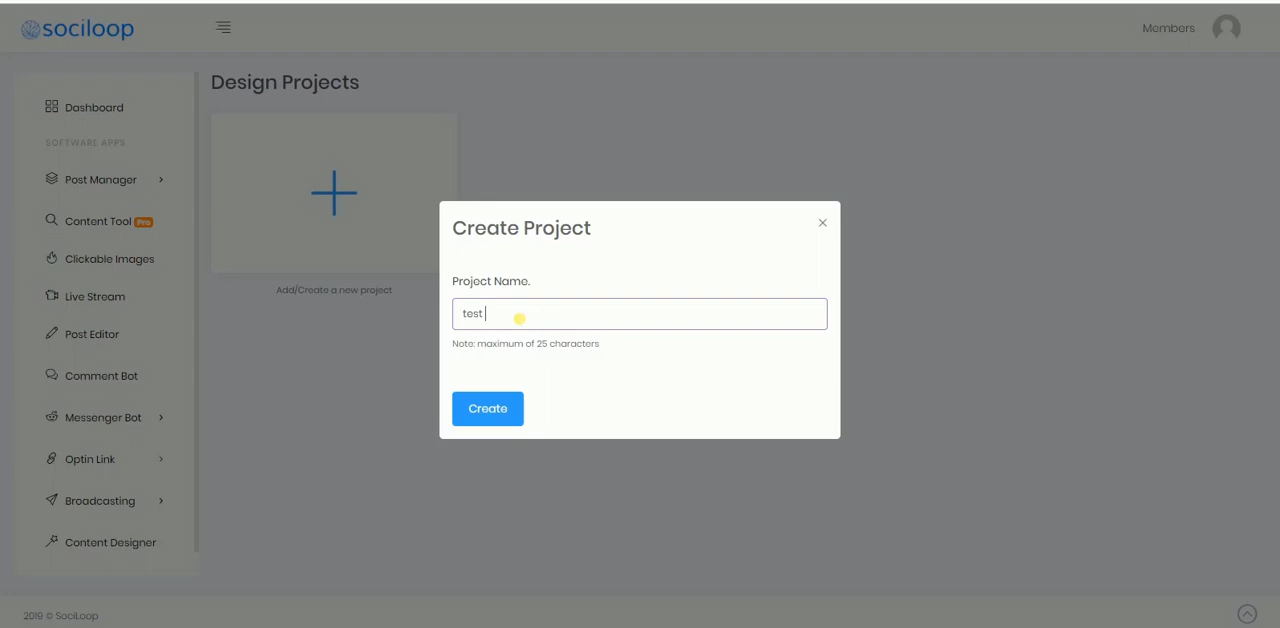 sociloop
Members
Dashboard
SOFTWARE APPS
Post Manager
Content Tool Pro
Clickable Images
Live Stream
Post Editor
Comment Bot
Messenger Bot
Optin Link
Broadcasting
Content Designer
Design Projects
Add/Create a new project
Create Project
Project Name.
test
Note: maximum of 25 characters
Create
2019 © SociLoop